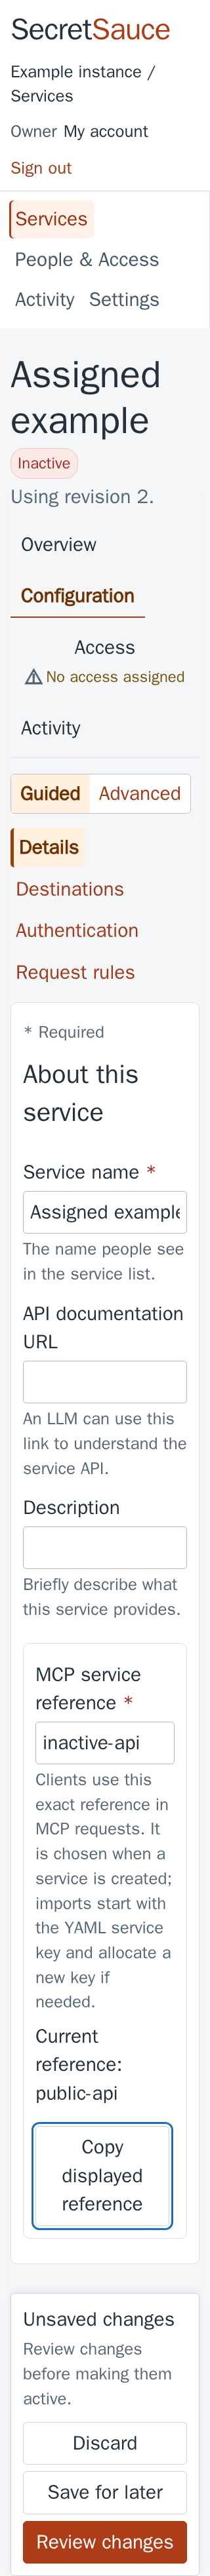 SecretSauce
Example instance /
Services
Owner My account
Sign out
Services
People & Access
Activity Settings
Assigned
example
Inactive
Using revision 2.
Overview
Configuration
Access
No access assigned
Activity
Guided Advanced
Details
Destinations
Authentication
Request rules
* Required
About this
service
Service name *
Assigned example
The name people see
in the service list.
API documentation
URL
An LLM can use this
link to understand the
service API.
Description
Briefly describe what
this service provides.
MCP service
reference *
inactive-api
Clients use this
exact reference in
MCP requests. It
is chosen when a
service is created;
imports start with
the YAML service
key and allocate a
new key if
needed.
Current
reference:
public-api
Copy
displayed
reference
Unsaved changes
Review changes
before making them
active.
Discard
Save for later
Review changes